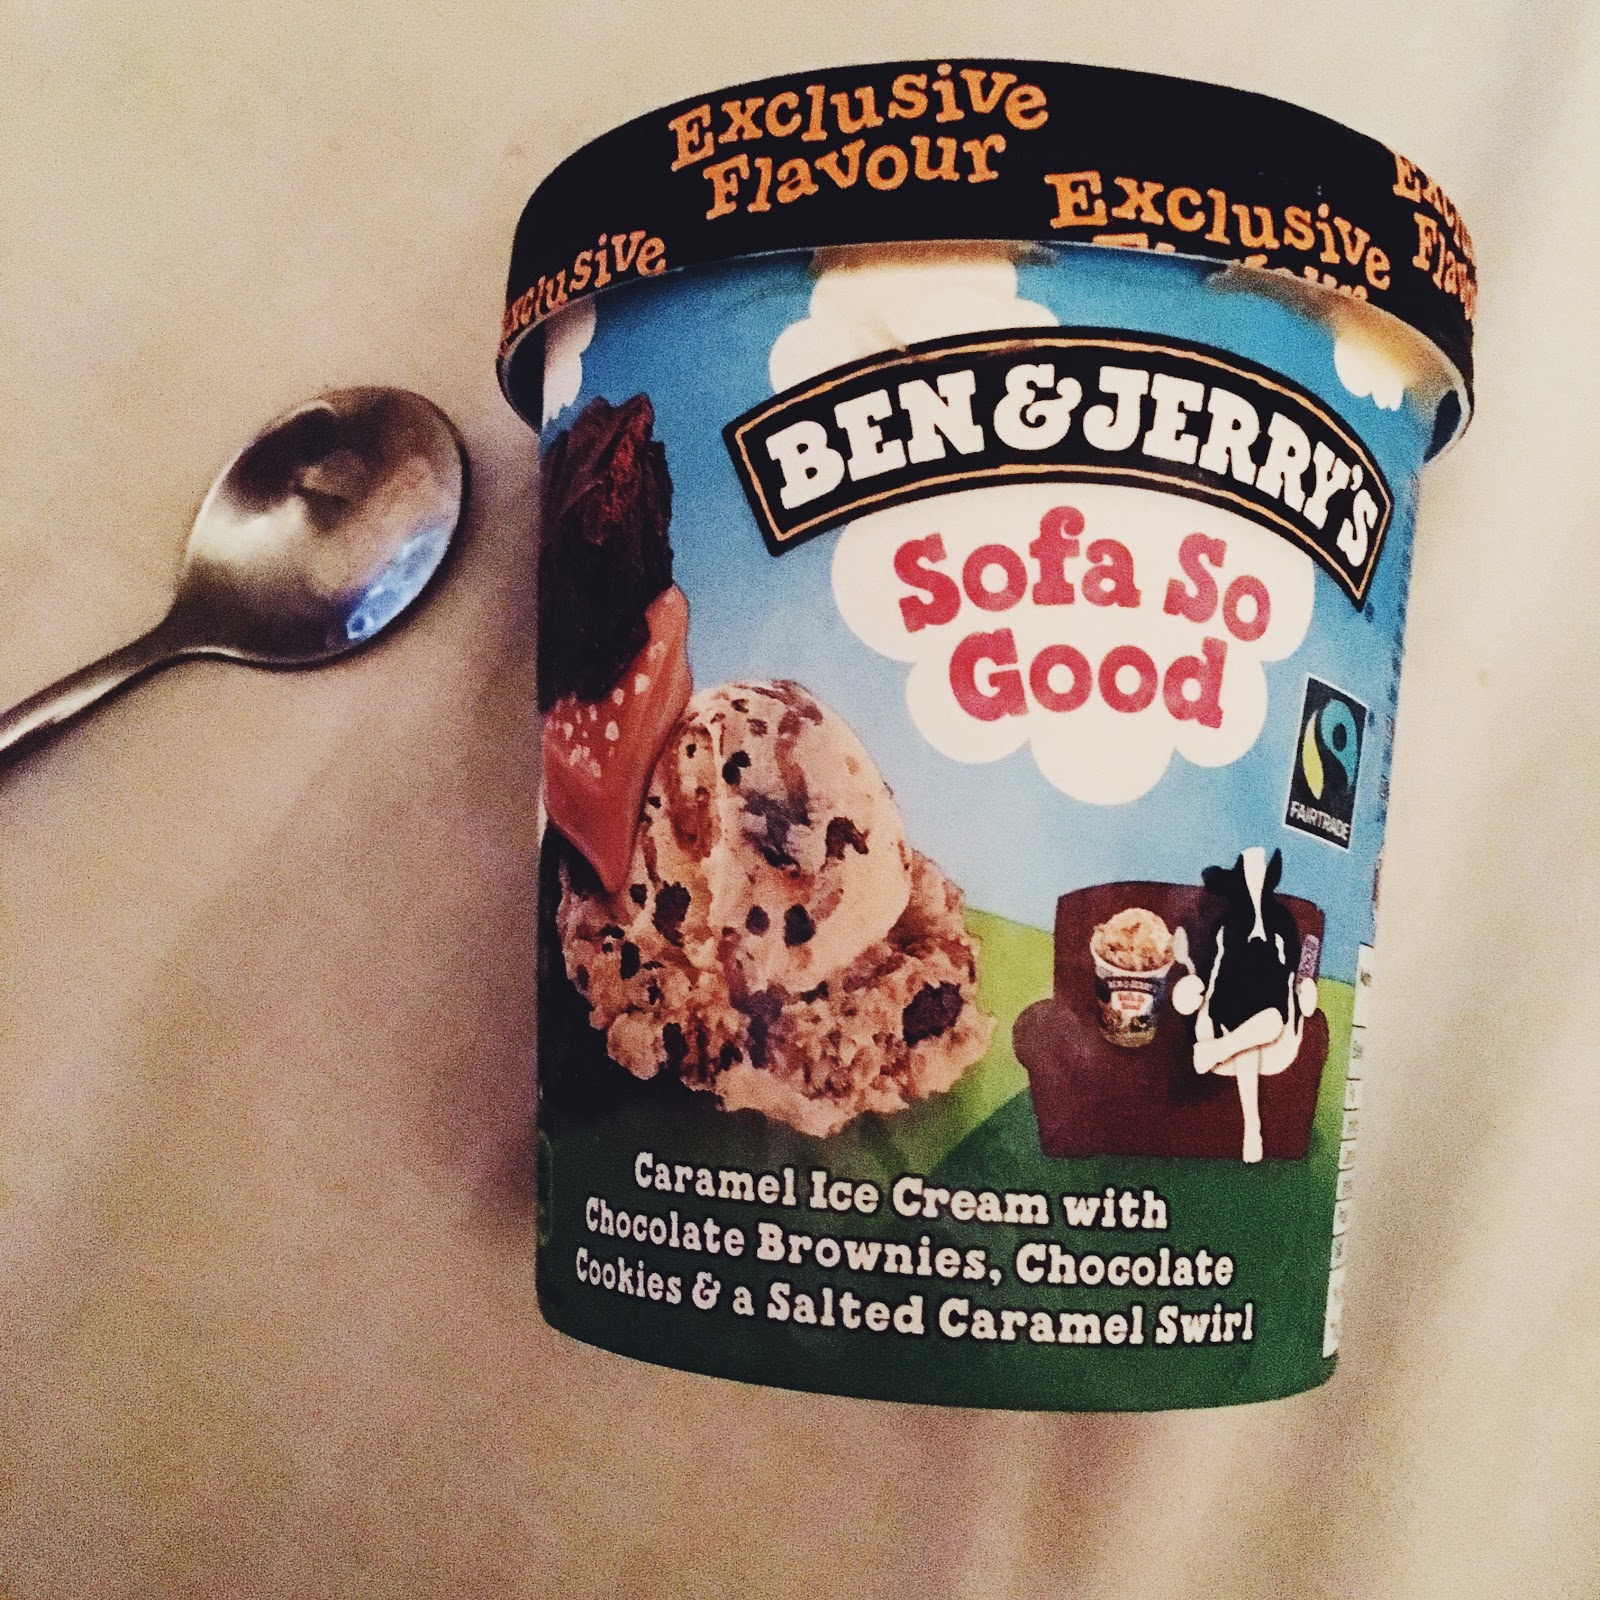 Exclusive
Flavour
Exclusive
Exclusive
BEN & JERRY'S
Sofa So
Good
FAIRTRADE
Caramel Ice Cream with
Chocolate Brownies, Chocolate
Cookies & a Salted Caramel Swirl